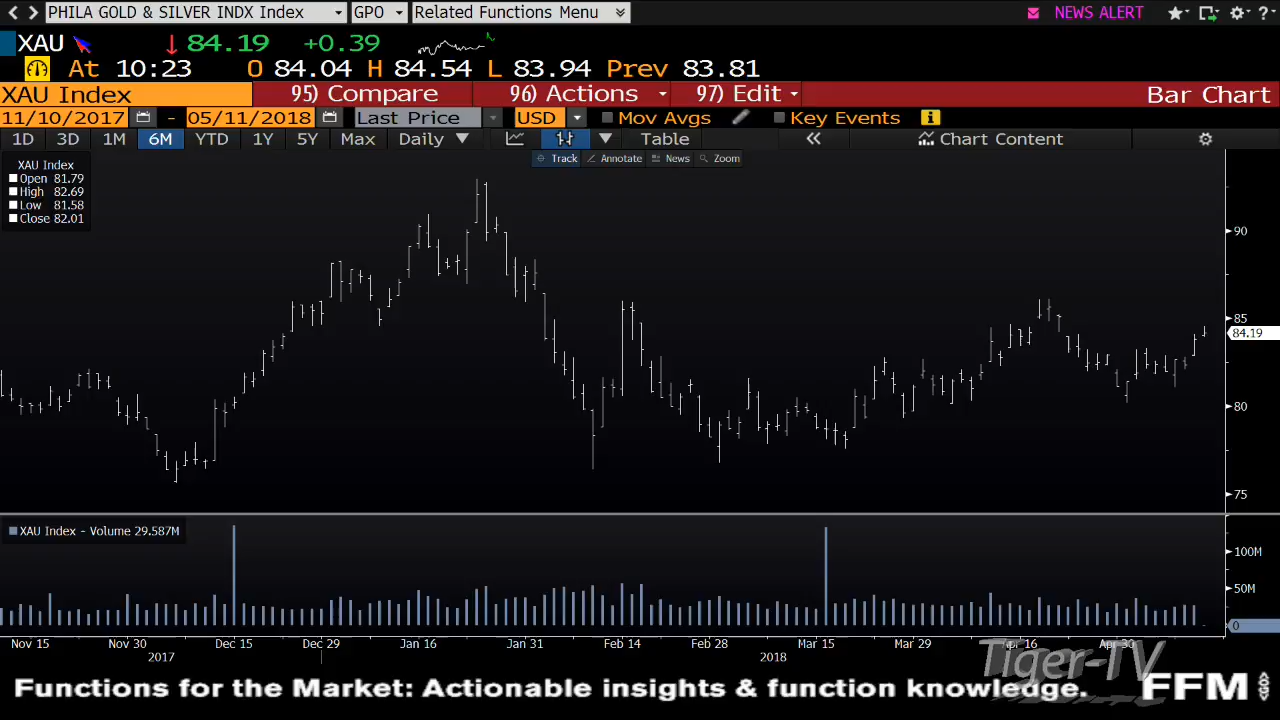 PHILA GOLD & SILVER INDX Index GPO Related Functions Menu NEWS ALERT ?
XAU 84.19 +0.39
At 10:23 O 84.04 H 84.54 L 83.94 Prev 83.81
XAU Index 95) Compare 96) Actions 97) Edit Bar Chart
11/10/2017 - 05/11/2018 Last Price USD Mov Avgs Key Events
1D 3D 1M 6M YTD 1Y 5Y Max Daily Table Chart Content
Track Annotate News Zoom
XAU Index
Open 81.79
High 82.69
Low 81.58
Close 82.01
90
85
84.19
80
75
XAU Index - Volume 29.587M
100M
50M
0
Nov 15 Nov 30 Dec 15 Dec 29 Jan 16 Jan 31 Feb 14 Feb 28 Mar 15 Mar 29 Apr 16 Apr 30
2017 2018
Tiger-TV
Functions for the Market: Actionable insights & function knowledge. FFM